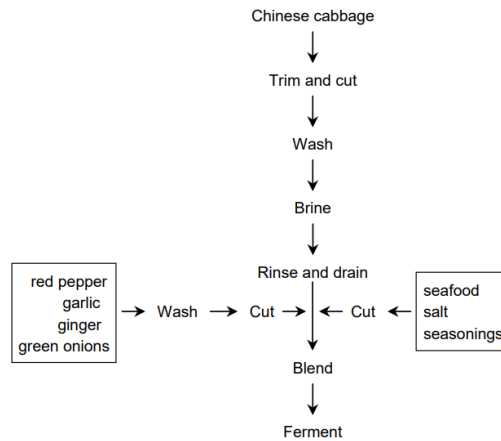 Chinese cabbage
Trim and cut
Wash
Brine
Rinse and drain
red pepper
garlic
ginger
green onions
Wash
Cut
Cut
seafood
salt
seasonings
Blend
Ferment